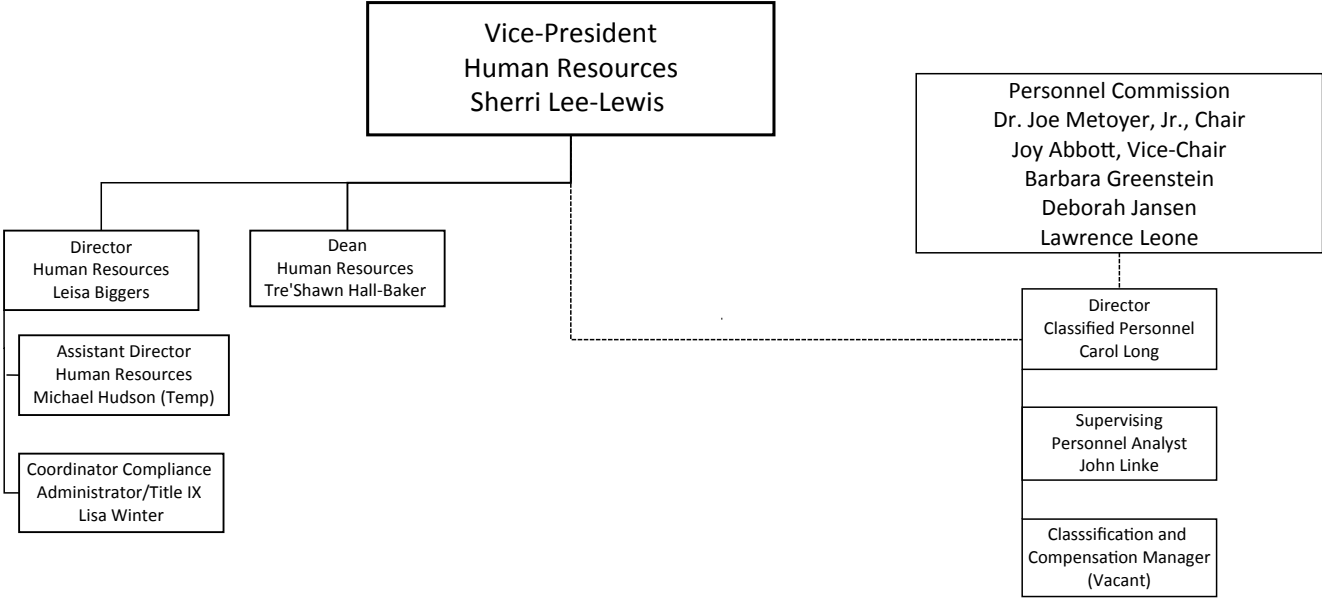 Vice-President
Human Resources
Sherri Lee-Lewis
Personnel Commission
Dr. Joe Metoyer, Jr., Chair
Joy Abbott, Vice-Chair
Barbara Greenstein
Deborah Jansen
Lawrence Leone
Director
Human Resources
Leisa Biggers
Dean
Human Resources
Tre'Shawn Hall-Baker
Director
Classified Personnel
Carol Long
Assistant Director
Human Resources
Michael Hudson (Temp)
Supervising
Personnel Analyst
John Linke
Coordinator Compliance
Administrator/Title IX
Lisa Winter
Classsification and
Compensation Manager
(Vacant)